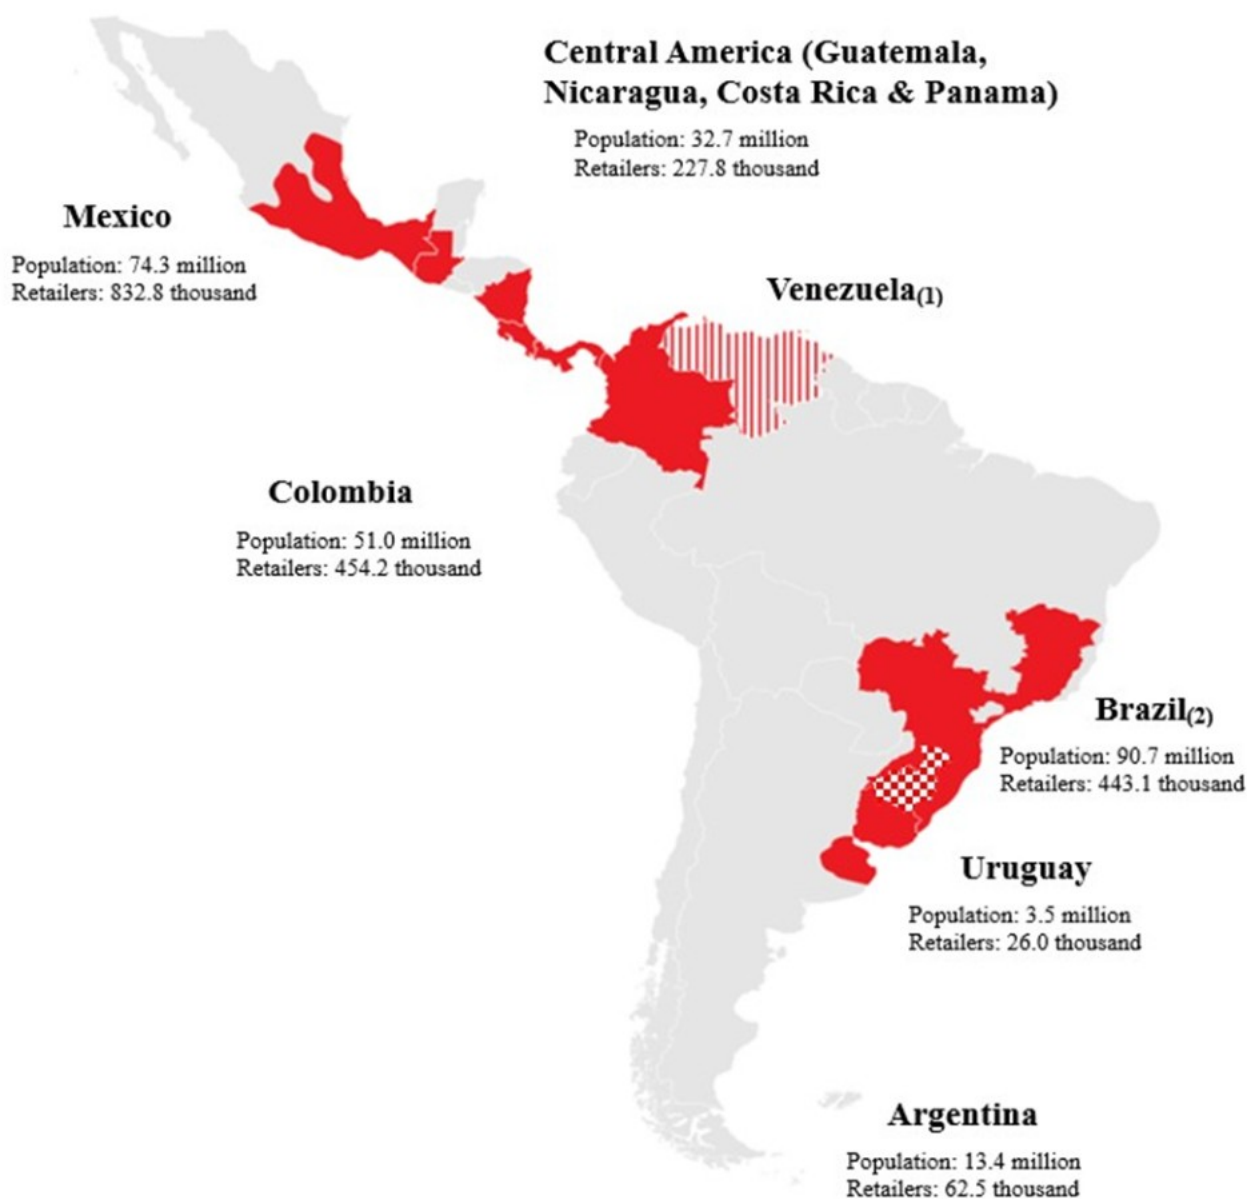 Central America (Guatemala,
Nicaragua, Costa Rica & Panama)
Population: 32.7 million
Retailers: 227.8 thousand
Mexico
Population: 74.3 million
Retailers: 832.8 thousand
Venezuela(1)
Colombia
Population: 51.0 million
Retailers: 454.2 thousand
Brazil(2)
Population: 90.7 million
Retailers: 443.1 thousand
Uruguay
Population: 3.5 million
Retailers: 26.0 thousand
Argentina
Population: 13.4 million
Retailers: 62.5 thousand